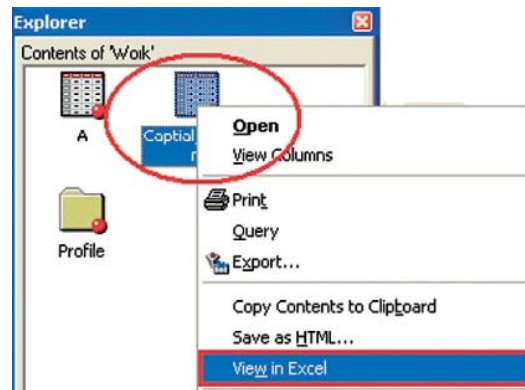 Explorer
Contents of 'Work'
A
Captial_
Profile
Open
View Columns
Print
Query
Export...
Copy Contents to Clipboard
Save as HTML...
View in Excel